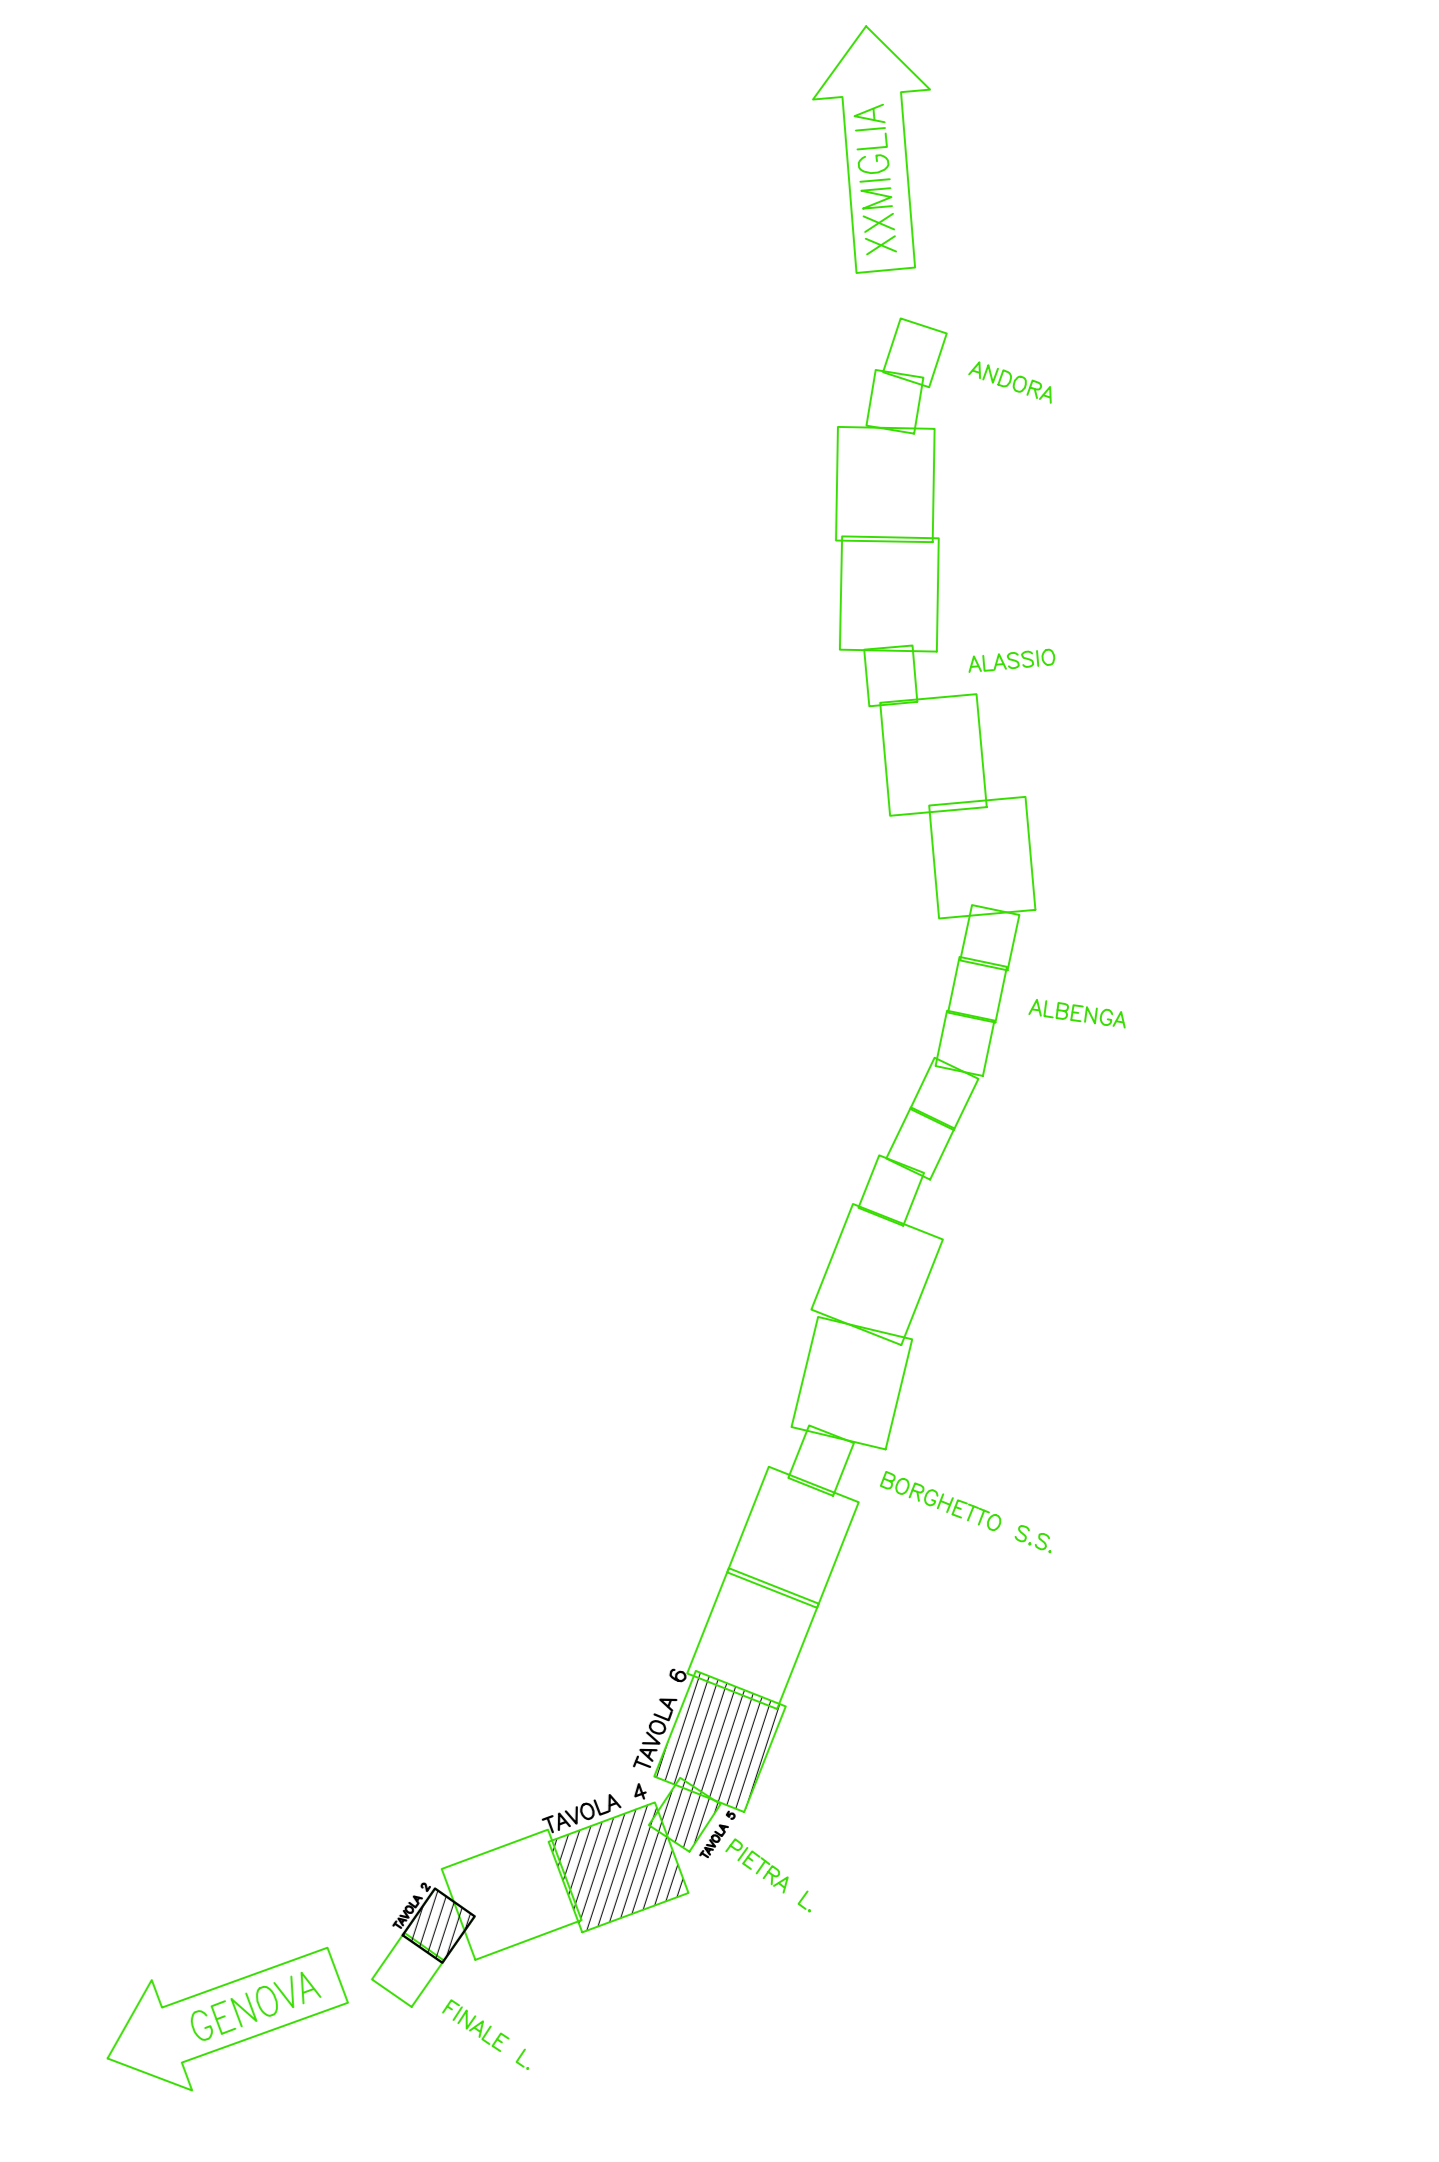 XXMIGLIA
ANDORA
ALASSIO
ALBENGA
BORGHETTO S.S.
TAVOLA 6
TAVOLA 4
TAVOLA 5
PIETRA L.
TAVOLA 2
GENOVA
FINALE L.